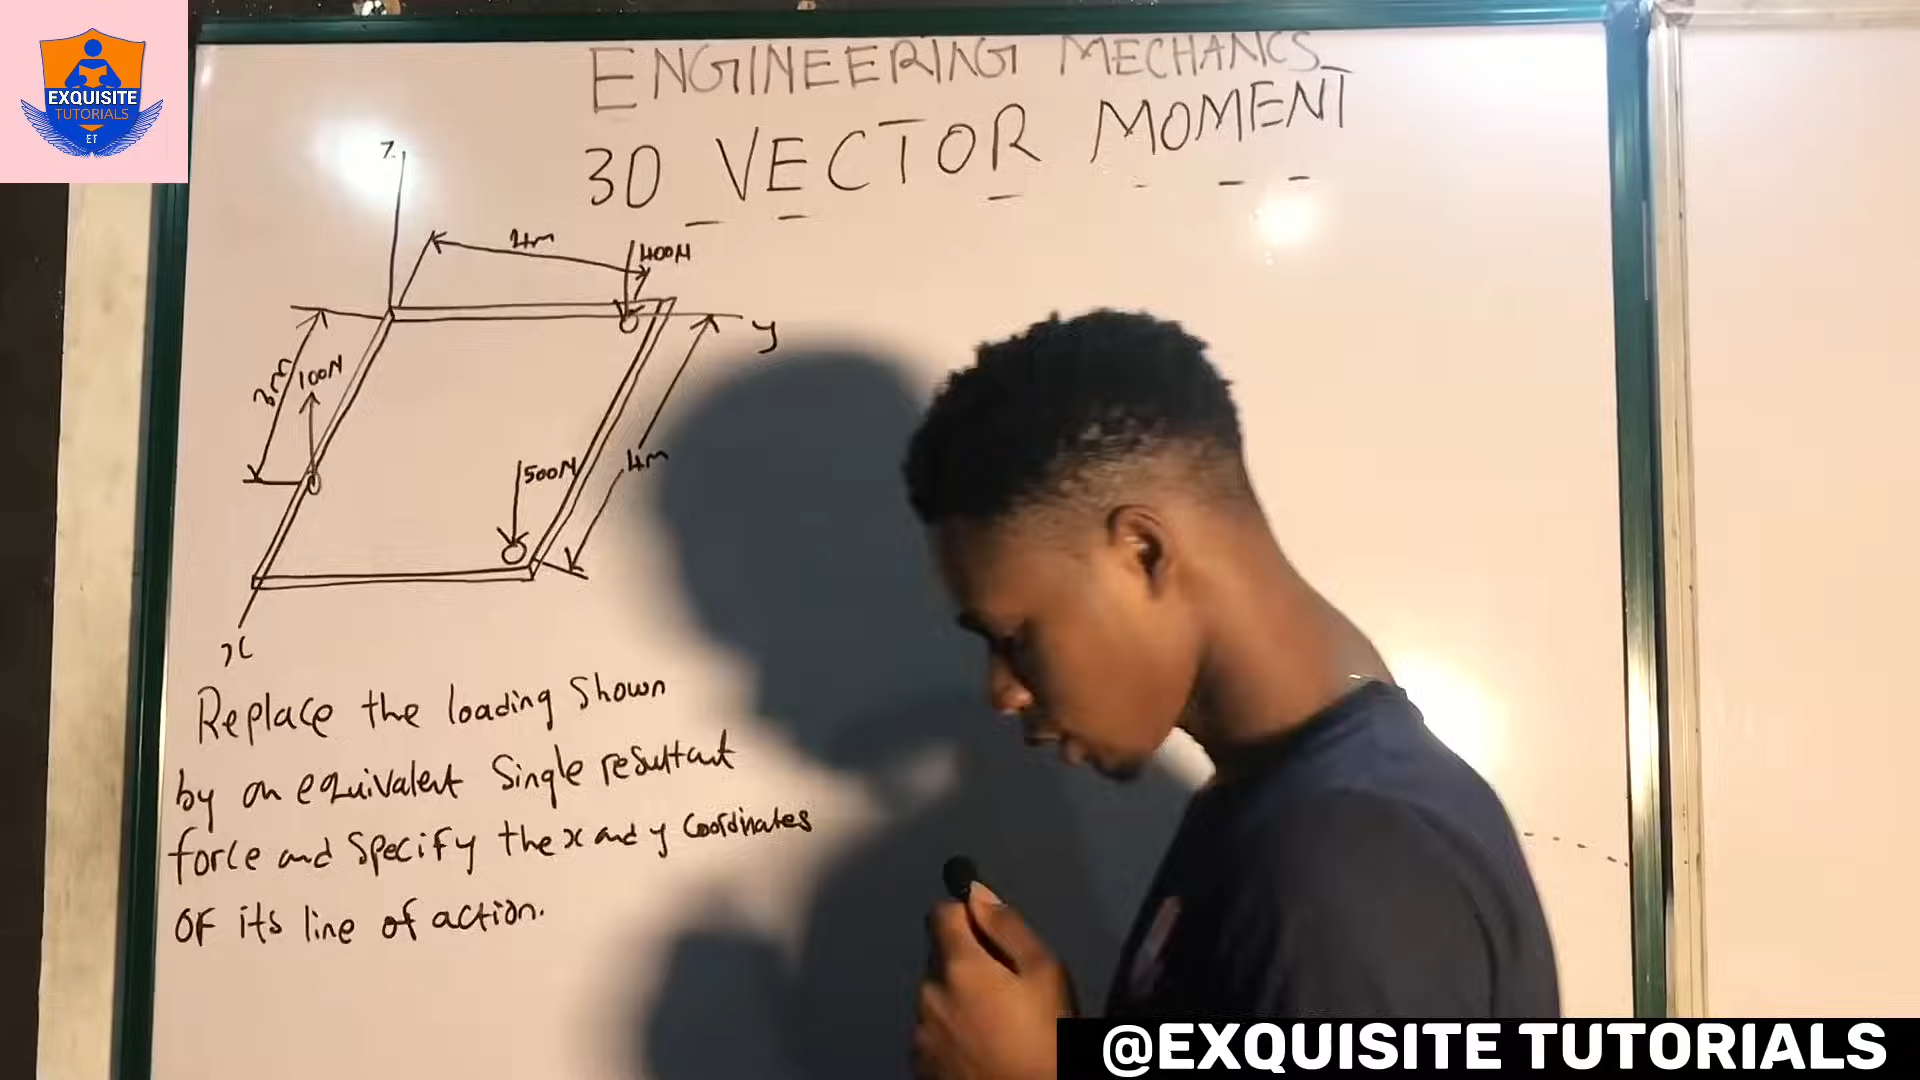 EXQUISITE
TUTORIALS
ET
ENGINEERING MECHANICS
3D VECTOR MOMENT
z
4m
400N
y
3m
100N
500N
4m
x
Replace the loading shown
by an equivalent single resultant
force and specify the x and y coordinates
of its line of action.
@EXQUISITE TUTORIALS